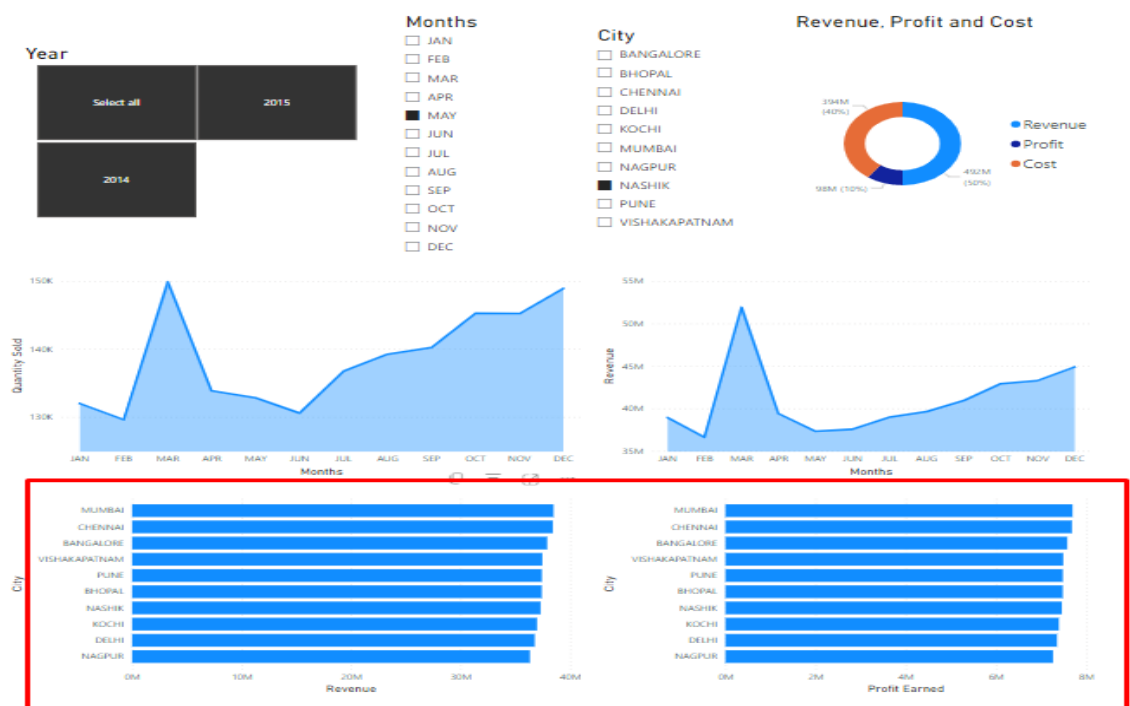 Year
Select all
2015
2014
Months
JAN
FEB
MAR
APR
MAY
JUN
JUL
AUG
SEP
OCT
NOV
DEC
City
BANGALORE
BHOPAL
CHENNAI
DELHI
KOCHI
MUMBAI
NAGPUR
NASHIK
PUNE
VISHAKAPATNAM
Revenue, Profit and Cost
394M
(40%)
98M (10%)
492M
(50%)
Revenue
Profit
Cost
Quantity Sold
150K
140K
130K
JAN FEB MAR APR MAY JUN JUL AUG SEP OCT NOV DEC
Months
Revenue
55M
50M
45M
40M
35M
JAN FEB MAR APR MAY JUN JUL AUG SEP OCT NOV DEC
Months
City
MUMBAI
CHENNAI
BANGALORE
VISHAKAPATNAM
PUNE
BHOPAL
NASHIK
KOCHI
DELHI
NAGPUR
0M 10M 20M 30M 40M
Revenue
City
MUMBAI
CHENNAI
BANGALORE
VISHAKAPATNAM
PUNE
BHOPAL
NASHIK
KOCHI
DELHI
NAGPUR
0M 2M 4M 6M 8M
Profit Earned